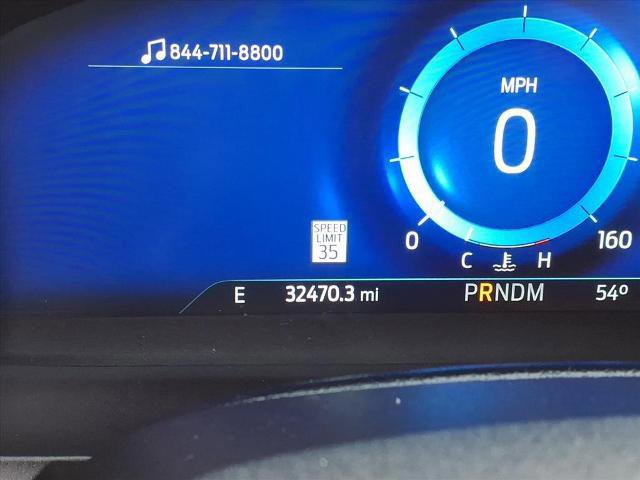 844-711-8800
MPH
0
SPEED
LIMIT
35
0 160
C H
E 32470.3 mi PRNDM 54°